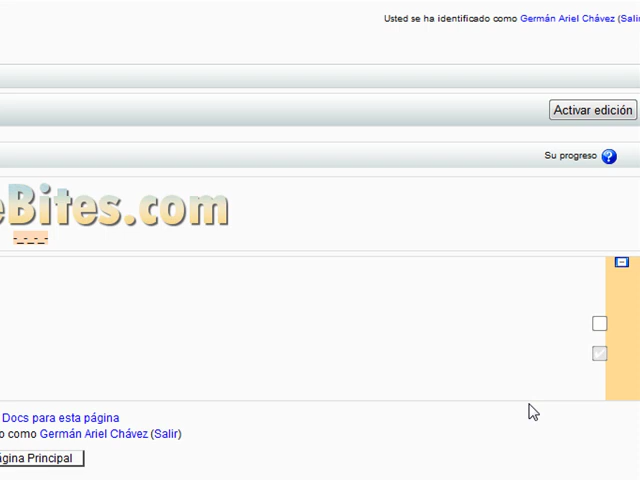 Usted se ha identificado como Germán Ariel Chávez (Salir
Activar edición
Su progreso
eBites.com
-_-_-_-
Docs para esta página
o como Germán Ariel Chávez (Salir)
ágina Principal